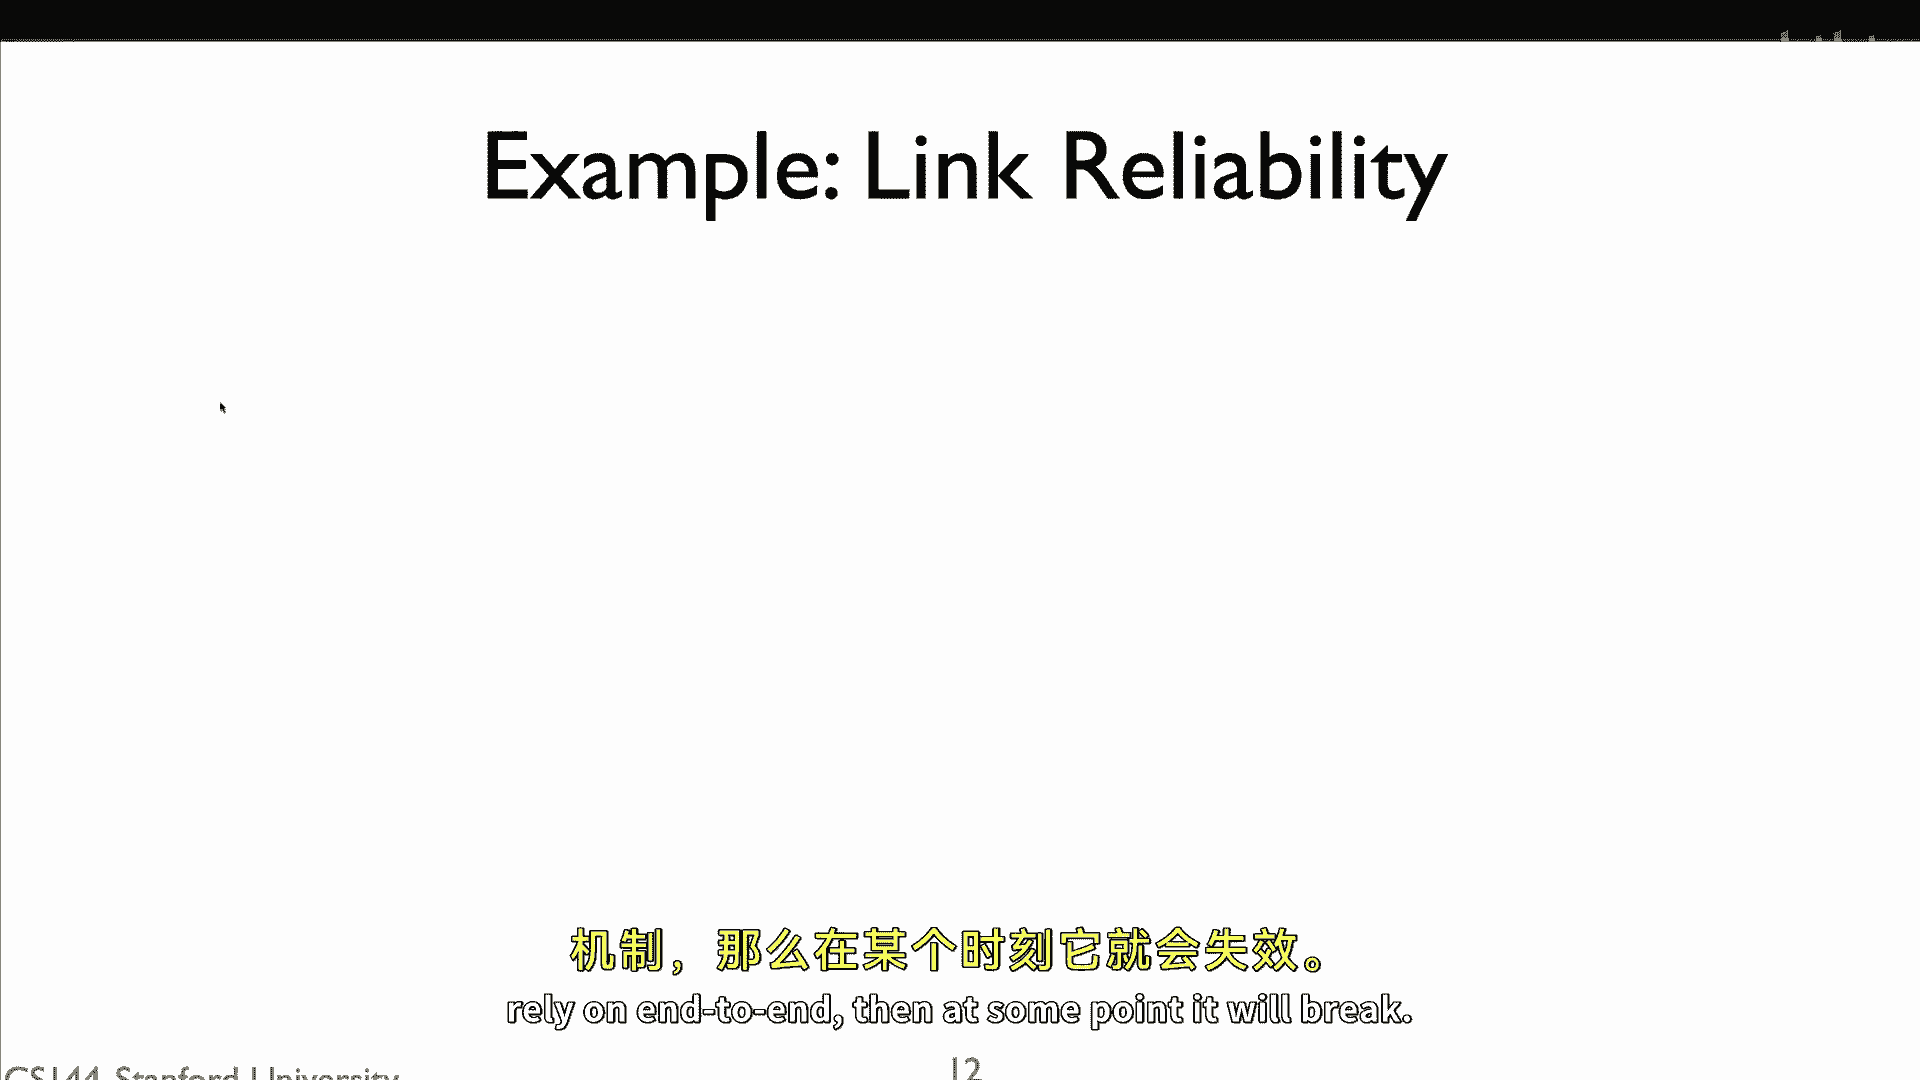 Example: Link Reliability
机制，那么在某个时刻它就会失效。
rely on end-to-end, then at some point it will break.
CS144, Stanford University
12